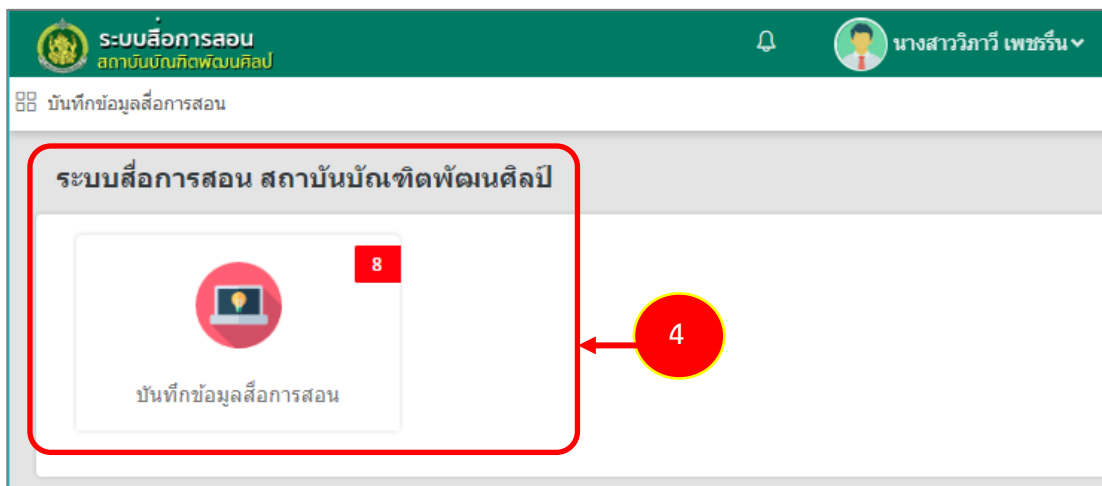 ระบบสื่อการสอน
สถาบันบัณฑิตพัฒนศิลป์
นางสาววิภาวี เพชรรื่น
บันทึกข้อมูลสื่อการสอน
ระบบสื่อการสอน สถาบันบัณฑิตพัฒนศิลป์
8
4
บันทึกข้อมูลสื่อการสอน